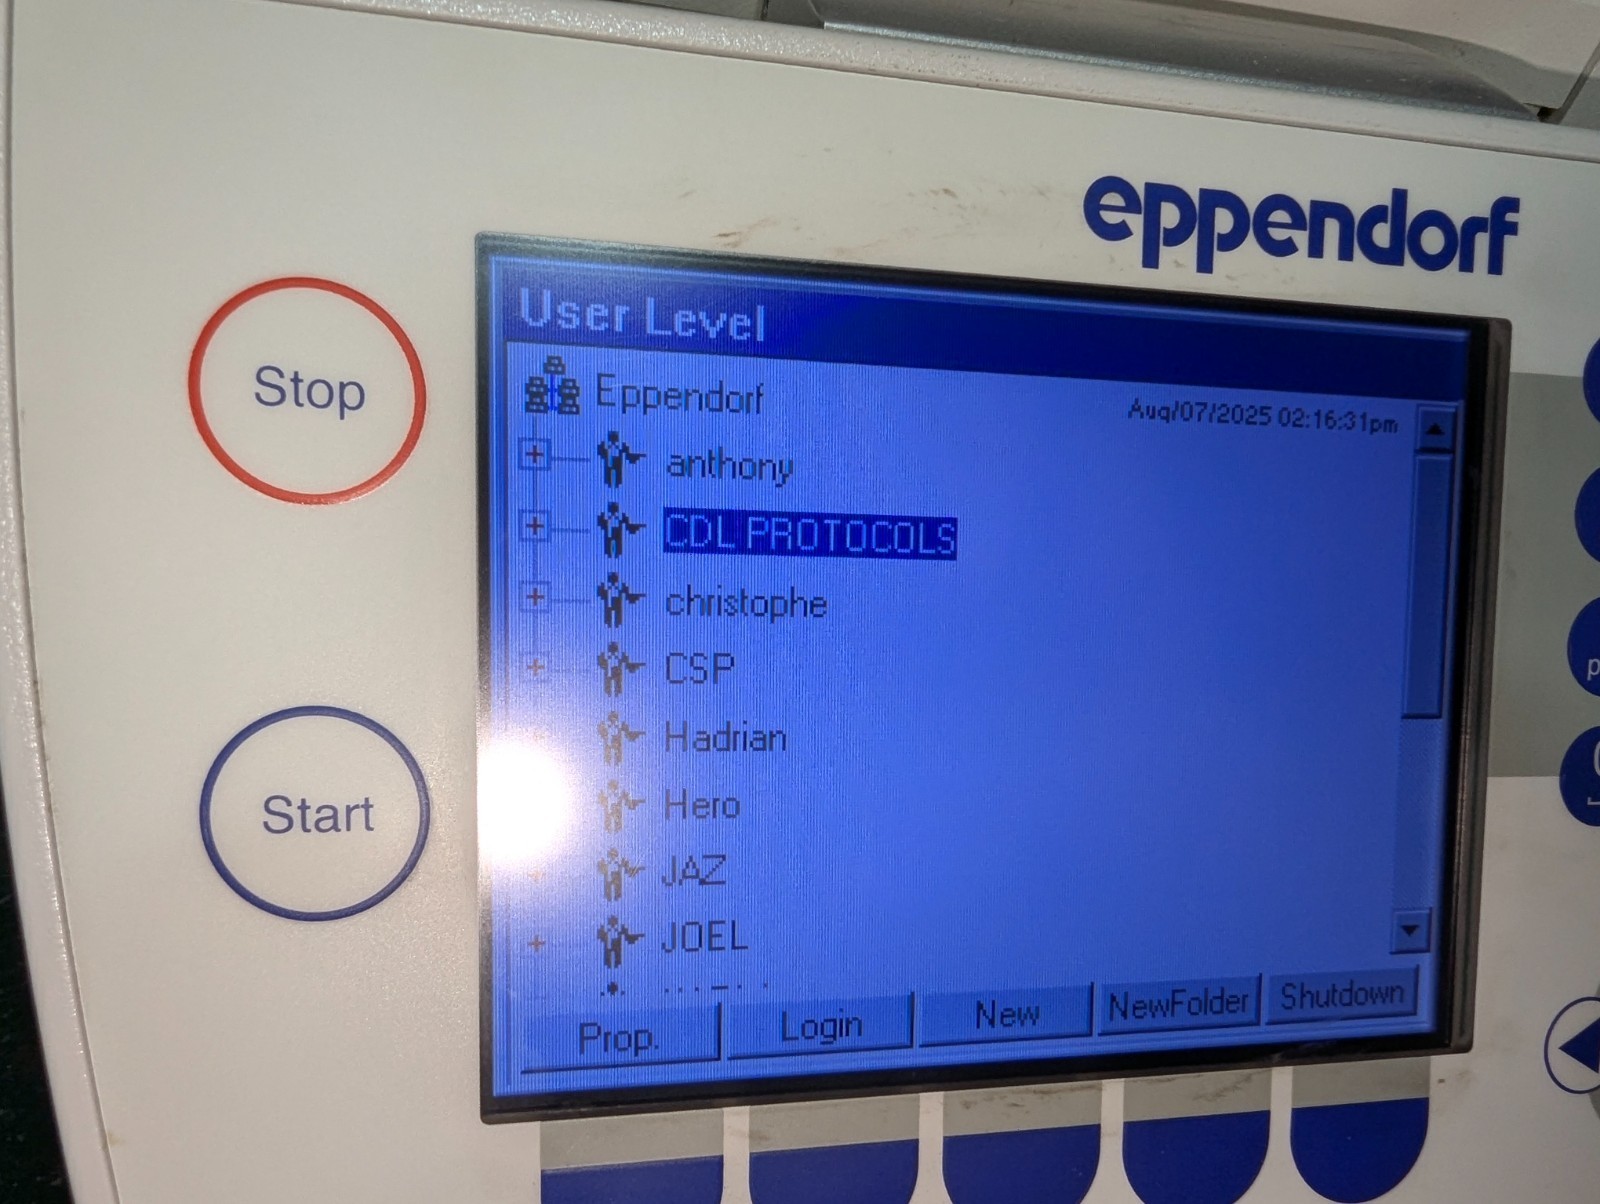 eppendorf
User Level
Eppendorf
Aug/07/2025 02:16:31pm
anthony
CDL PROTOCOLS
christophe
CSP
Hadrian
Hero
JAZ
JOEL
Prop.
Login
New
NewFolder
Shutdown
Stop
Start